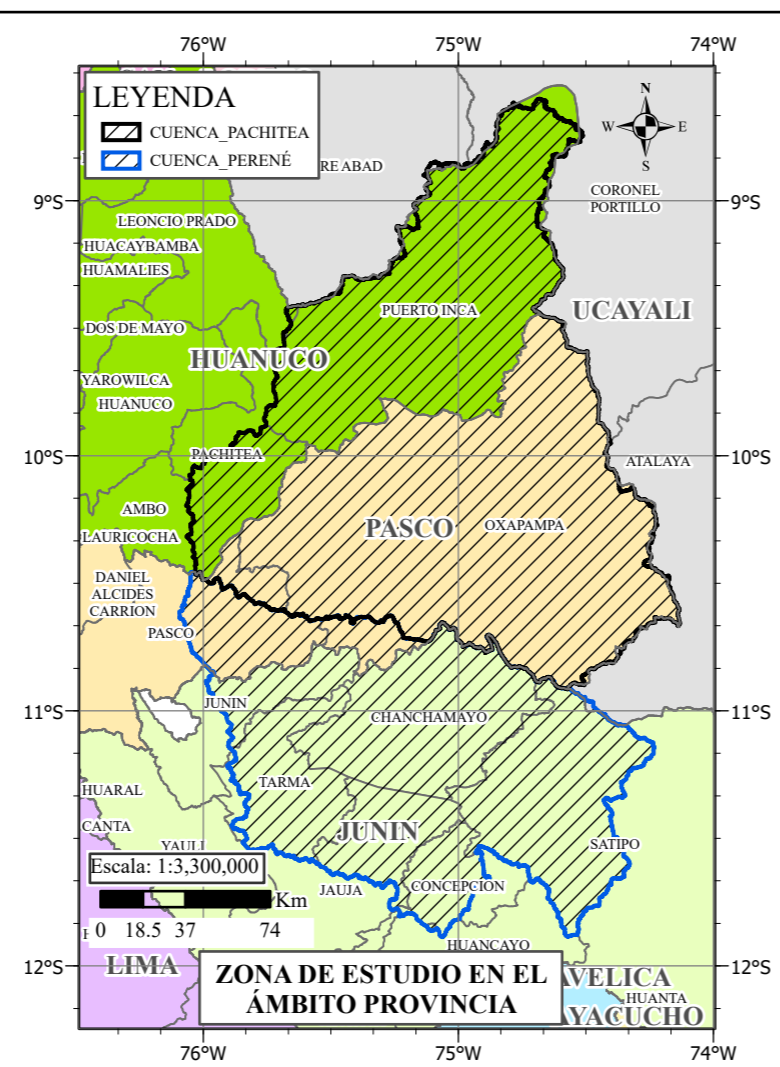 76°W 75°W 74°W
LEYENDA
CUENCA_PACHITEA
CUENCA_PERENÉ
N
W E
S
RE ABAD
CORONEL
PORTILLO
9°S 9°S
LEONCIO PRADO
HUACAYBAMBA
HUAMALIES
PUERTO INCA
UCAYALI
DOS DE MAYO
HUANUCO
YAROWILCA
HUANUCO
PACHITEA
10°S 10°S
ATALAYA
AMBO
PASCO
OXAPAMPA
LAURICOCHA
DANIEL
ALCIDES
CARRION
PASCO
JUNIN
11°S 11°S
CHANCHAMAYO
TARMA
HUARAL
CANTA
JUNIN
YAULI
SATIPO
Escala: 1:3,300,000
JAUJA
CONCEPCIÓN
Km
0 18.5 37 74
HUANCAYO
LIMA
12°S 12°S
ZONA DE ESTUDIO EN EL
ÁMBITO PROVINCIA
AVELICA
HUANTA
AYACUCHO
76°W 75°W 74°W